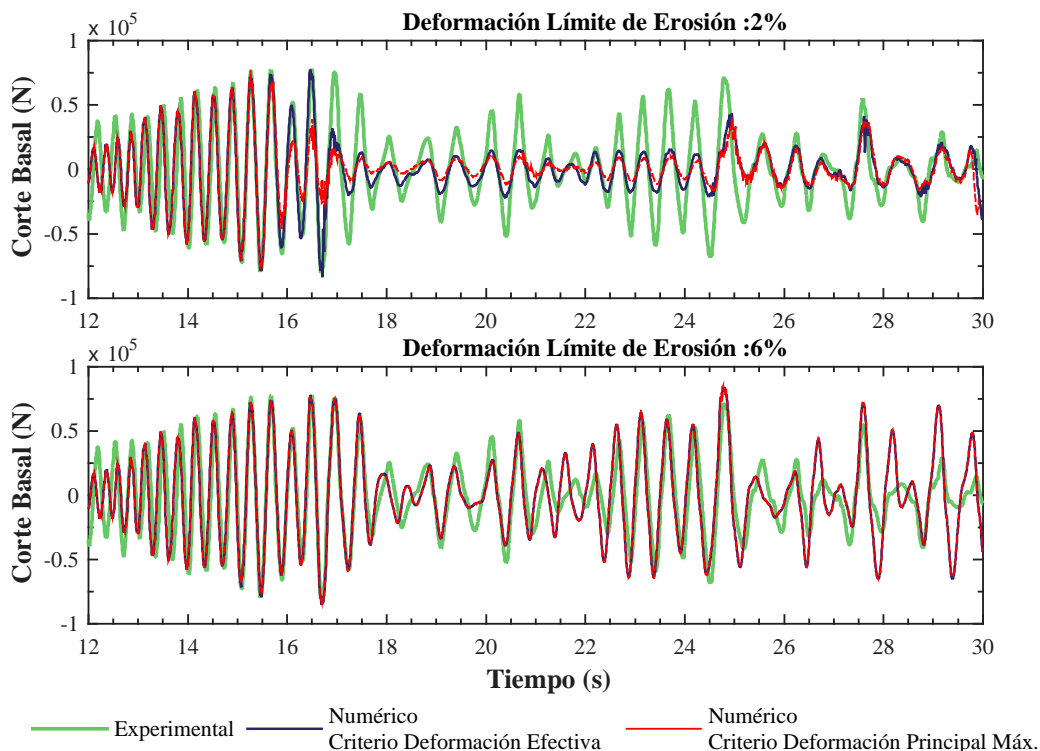 Deformación Límite de Erosión :2%
x 10^5
1
0.5
0
-0.5
-1
Corte Basal (N)
12 14 16 18 20 22 24 26 28 30
Deformación Límite de Erosión :6%
x 10^5
1
0.5
0
-0.5
-1
Corte Basal (N)
12 14 16 18 20 22 24 26 28 30
Tiempo (s)
Experimental
Numérico
Criterio Deformación Efectiva
Numérico
Criterio Deformación Principal Máx.